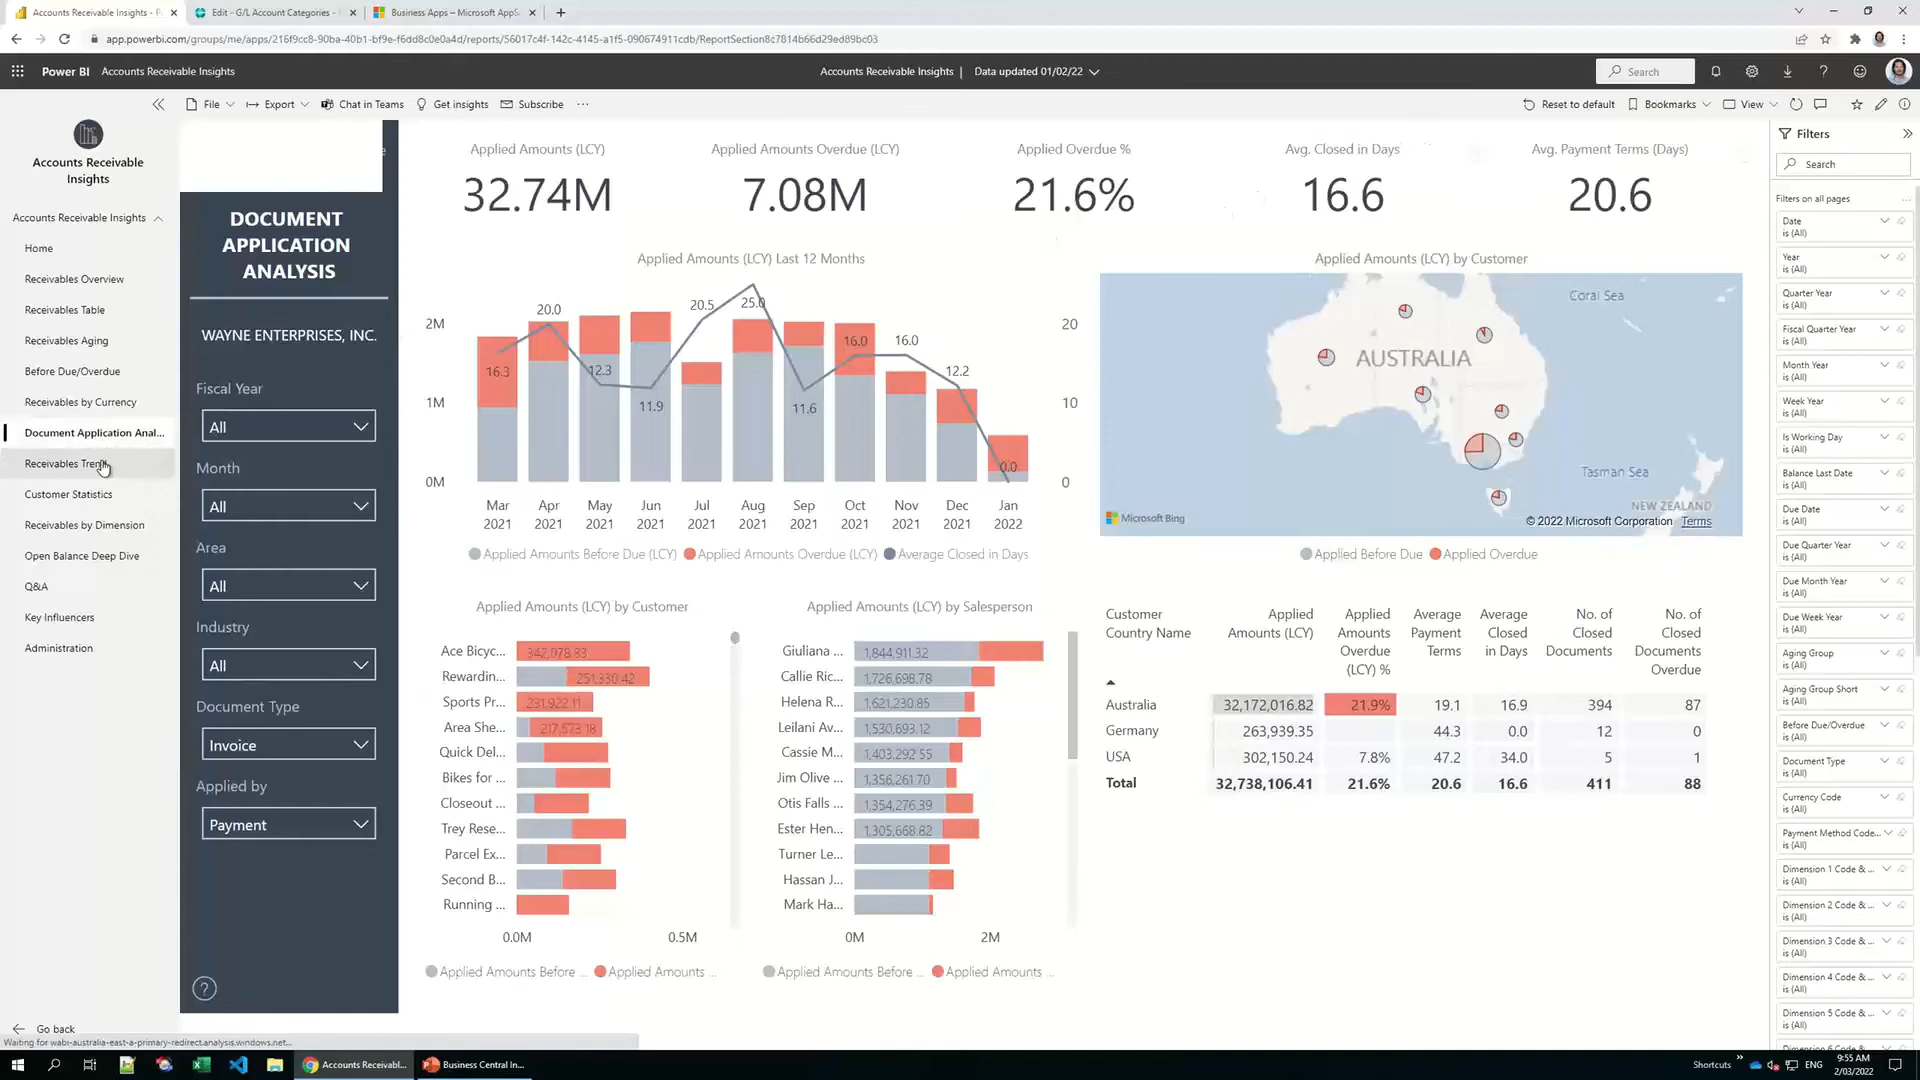 Accounts Receivable Insights - P
Edit - G/L Account Categories -
Business Apps – Microsoft AppS
app.powerbi.com/groups/me/apps/216f9cc8-90ba-40b1-bf9e-f6dd8c0e0a4d/reports/56017c4f-142c-4145-a1f5-090674911cdb/ReportSection8c7814b66d29ed89bc03
Power BI Accounts Receivable Insights
Accounts Receivable Insights | Data updated 01/02/22
Search
File Export Chat in Teams Get insights Subscribe ···
Reset to default Bookmarks View
Accounts Receivable
Insights
Accounts Receivable Insights
Home
Receivables Overview
Receivables Table
Receivables Aging
Before Due/Overdue
Receivables by Currency
Document Application Anal...
Receivables Trend
Customer Statistics
Receivables by Dimension
Open Balance Deep Dive
Q&A
Key Influencers
Administration
Go back
DOCUMENT
APPLICATION
ANALYSIS
WAYNE ENTERPRISES, INC.
Fiscal Year
All
Month
All
Area
All
Industry
All
Document Type
Invoice
Applied by
Payment
?
Applied Amounts (LCY)
32.74M
Applied Amounts Overdue (LCY)
7.08M
Applied Overdue %
21.6%
Avg. Closed in Days
16.6
Avg. Payment Terms (Days)
20.6
Applied Amounts (LCY) Last 12 Months
2M
1M
0M
20
10
0
16.3 20.0 12.3 11.9 20.5 25.0 11.6 16.0 16.0 12.2 0.0
Mar Apr May Jun Jul Aug Sep Oct Nov Dec Jan
2021 2021 2021 2021 2021 2021 2021 2021 2021 2021 2022
Applied Amounts Before Due (LCY) Applied Amounts Overdue (LCY) Average Closed in Days
Applied Amounts (LCY) by Customer
Coral Sea
AUSTRALIA
Tasman Sea
NEW ZEALAND
Microsoft Bing
© 2022 Microsoft Corporation Terms
Applied Before Due Applied Overdue
Applied Amounts (LCY) by Customer
Ace Bicyc... 342,078.83
Rewardin... 251,330.42
Sports Pr... 231,922.11
Area She... 217,573.18
Quick Del...
Bikes for ...
Closeout ...
Trey Rese...
Parcel Ex...
Second B...
Running ...
0.0M 0.5M
Applied Amounts Before ... Applied Amounts ...
Applied Amounts (LCY) by Salesperson
Giuliana ... 1,844,911.32
Callie Ric... 1,726,698.78
Helena R... 1,621,230.85
Leilani Av... 1,530,693.12
Cassie M... 1,403,292.55
Jim Olive ... 1,356,261.70
Otis Falls ... 1,354,276.39
Ester Hen... 1,305,668.82
Turner Le...
Hassan J...
Mark Ha...
0M 2M
Applied Amounts Before ... Applied Amounts ...
Customer Applied Applied Average Average No. of No. of
Country Name Amounts (LCY) Amounts Payment Closed Closed Closed
Overdue Terms in Days Documents Documents
(LCY) % Overdue
Australia 32,172,016.82 21.9% 19.1 16.9 394 87
Germany 263,939.35 44.3 0.0 12 0
USA 302,150.24 7.8% 47.2 34.0 5 1
Total 32,738,106.41 21.6% 20.6 16.6 411 88
Filters
Search
Filters on all pages ...
Date
is (All)
Year
is (All)
Quarter Year
is (All)
Fiscal Quarter Year
is (All)
Month Year
is (All)
Week Year
is (All)
Is Working Day
is (All)
Balance Last Date
is (All)
Due Date
is (All)
Due Quarter Year
is (All)
Due Month Year
is (All)
Due Week Year
is (All)
Aging Group
is (All)
Aging Group Short
is (All)
Before Due/Overdue
is (All)
Document Type
is (All)
Currency Code
is (All)
Payment Method Code...
is (All)
Dimension 1 Code & ...
is (All)
Dimension 2 Code & ...
is (All)
Dimension 3 Code & ...
is (All)
Dimension 4 Code & ...
is (All)
Dimension 5 Code & ...
is (All)
Dimension 6 Code & ...
Waiting for wabi-australia-east-a-primary-redirect.analysis.windows.net...
Accounts Receivabl...
Business Central In...
Shortcuts
ENG
9:55 AM
2/03/2022